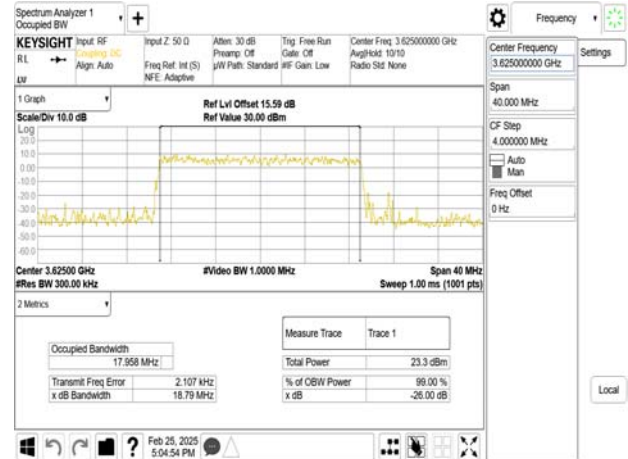 Spectrum Analyzer 1
Occupied BW
Frequency
KEYSIGHT
Input: RF
Coupling: DC
Align: Auto
Input Z: 50 Ω
Freq Ref: Int (S)
NFE: Adaptive
Atten: 30 dB
Preamp: Off
µW Path: Standard
Trig: Free Run
Gate: Off
#IF Gain: Low
Center Freq: 3.625000000 GHz
Avg|Hold: 10/10
Radio Std: None
RL
Center Frequency
3.625000000 GHz
Settings
Span
40.000 MHz
CF Step
4.000000 MHz
Auto
Man
Freq Offset
0 Hz
Local
1 Graph
Scale/Div 10.0 dB
Ref Lvl Offset 15.59 dB
Ref Value 30.00 dBm
Log
20.0
10.0
0.00
-10.0
-20.0
-30.0
-40.0
-50.0
-60.0
Center 3.62500 GHz
#Video BW 1.0000 MHz
Span 40 MHz
#Res BW 300.00 kHz
Sweep 1.00 ms (1001 pts)
2 Metrics
Measure Trace
Trace 1
Occupied Bandwidth
17.958 MHz
Total Power
23.3 dBm
Transmit Freq Error
2.107 kHz
% of OBW Power
99.00 %
x dB Bandwidth
18.79 MHz
x dB
-26.00 dB
Feb 25, 2025
5:04:54 PM